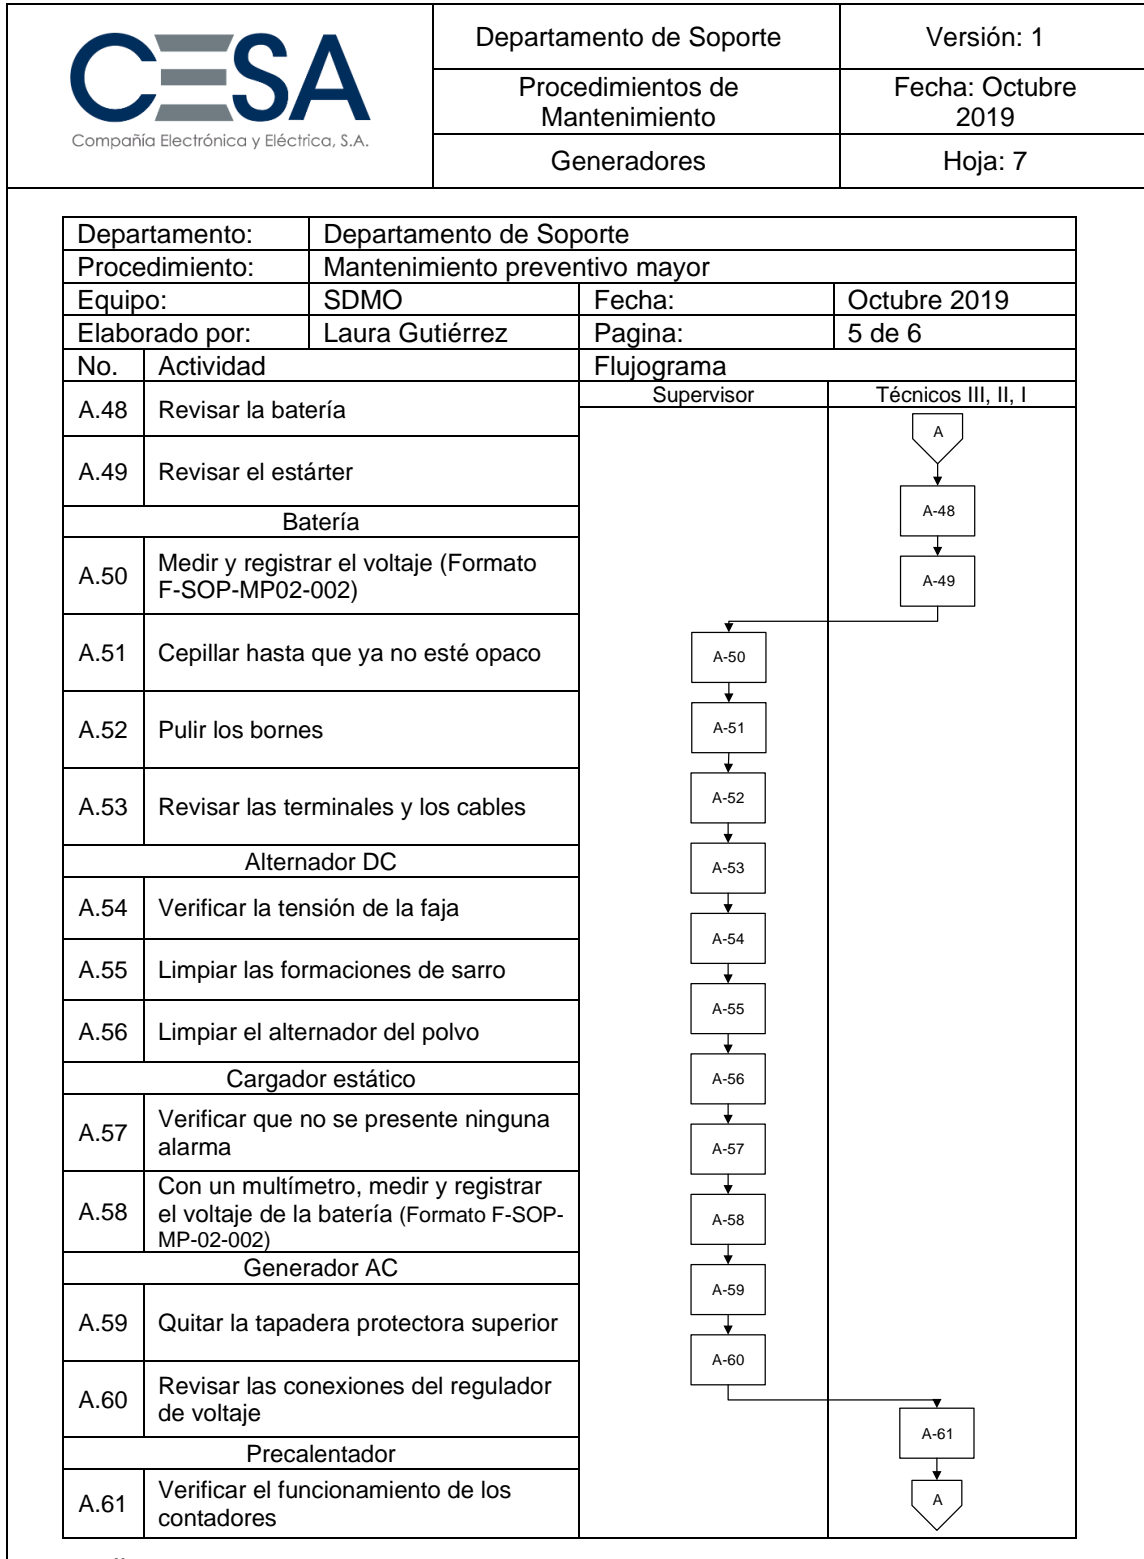 CESA
Compañía Electrónica y Eléctrica, S.A.
Departamento de Soporte
Versión: 1
Procedimientos de
Mantenimiento
Fecha: Octubre
2019
Generadores
Hoja: 7
Departamento:
Departamento de Soporte
Procedimiento:
Mantenimiento preventivo mayor
Equipo:
SDMO
Fecha:
Octubre 2019
Elaborado por:
Laura Gutiérrez
Pagina:
5 de 6
No.
Actividad
Flujograma
Supervisor
Técnicos III, II, I
A.48
Revisar la batería
A.49
Revisar el estárter
Batería
A.50
Medir y registrar el voltaje (Formato
F-SOP-MP02-002)
A.51
Cepillar hasta que ya no esté opaco
A.52
Pulir los bornes
A.53
Revisar las terminales y los cables
Alternador DC
A.54
Verificar la tensión de la faja
A.55
Limpiar las formaciones de sarro
A.56
Limpiar el alternador del polvo
Cargador estático
A.57
Verificar que no se presente ninguna
alarma
A.58
Con un multímetro, medir y registrar
el voltaje de la batería (Formato F-SOP-
MP-02-002)
Generador AC
A.59
Quitar la tapadera protectora superior
A.60
Revisar las conexiones del regulador
de voltaje
Precalentador
A.61
Verificar el funcionamiento de los
contadores
A
A-48
A-49
A-50
A-51
A-52
A-53
A-54
A-55
A-56
A-57
A-58
A-59
A-60
A-61
A